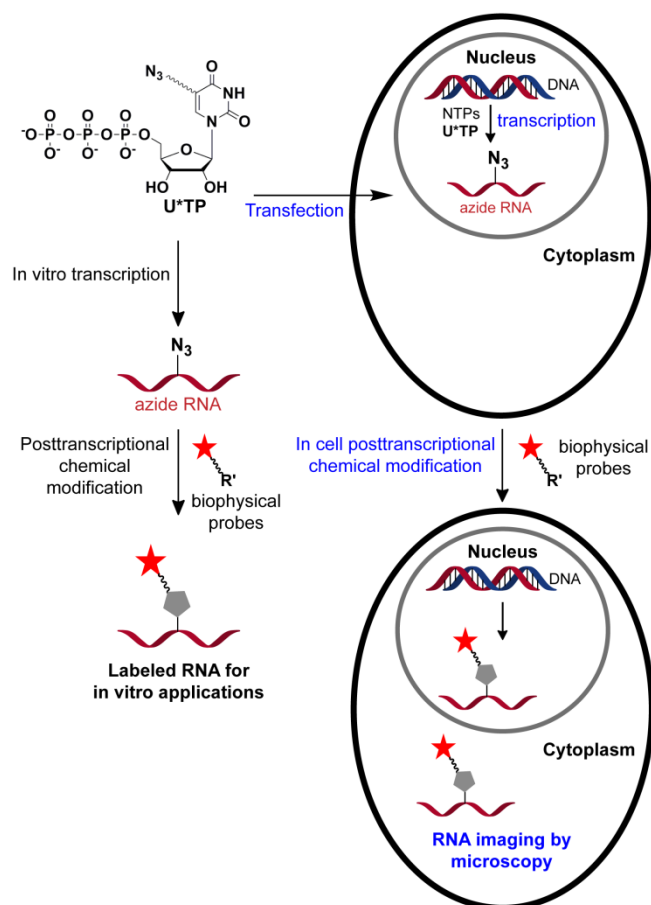 N₃
O
NH
N
O
O O O
⁻O-P-O-P-O-P-O
O⁻ O⁻ O⁻
O
HO OH
U*TP
Transfection
In vitro transcription
N₃
azide RNA
Posttranscriptional
chemical
modification
R'
biophysical
probes
Labeled RNA for
in vitro applications
Nucleus
DNA
NTPs
U*TP
transcription
N₃
azide RNA
Cytoplasm
In cell posttranscriptional
chemical modification
R'
biophysical
probes
Nucleus
DNA
Cytoplasm
RNA imaging by
microscopy